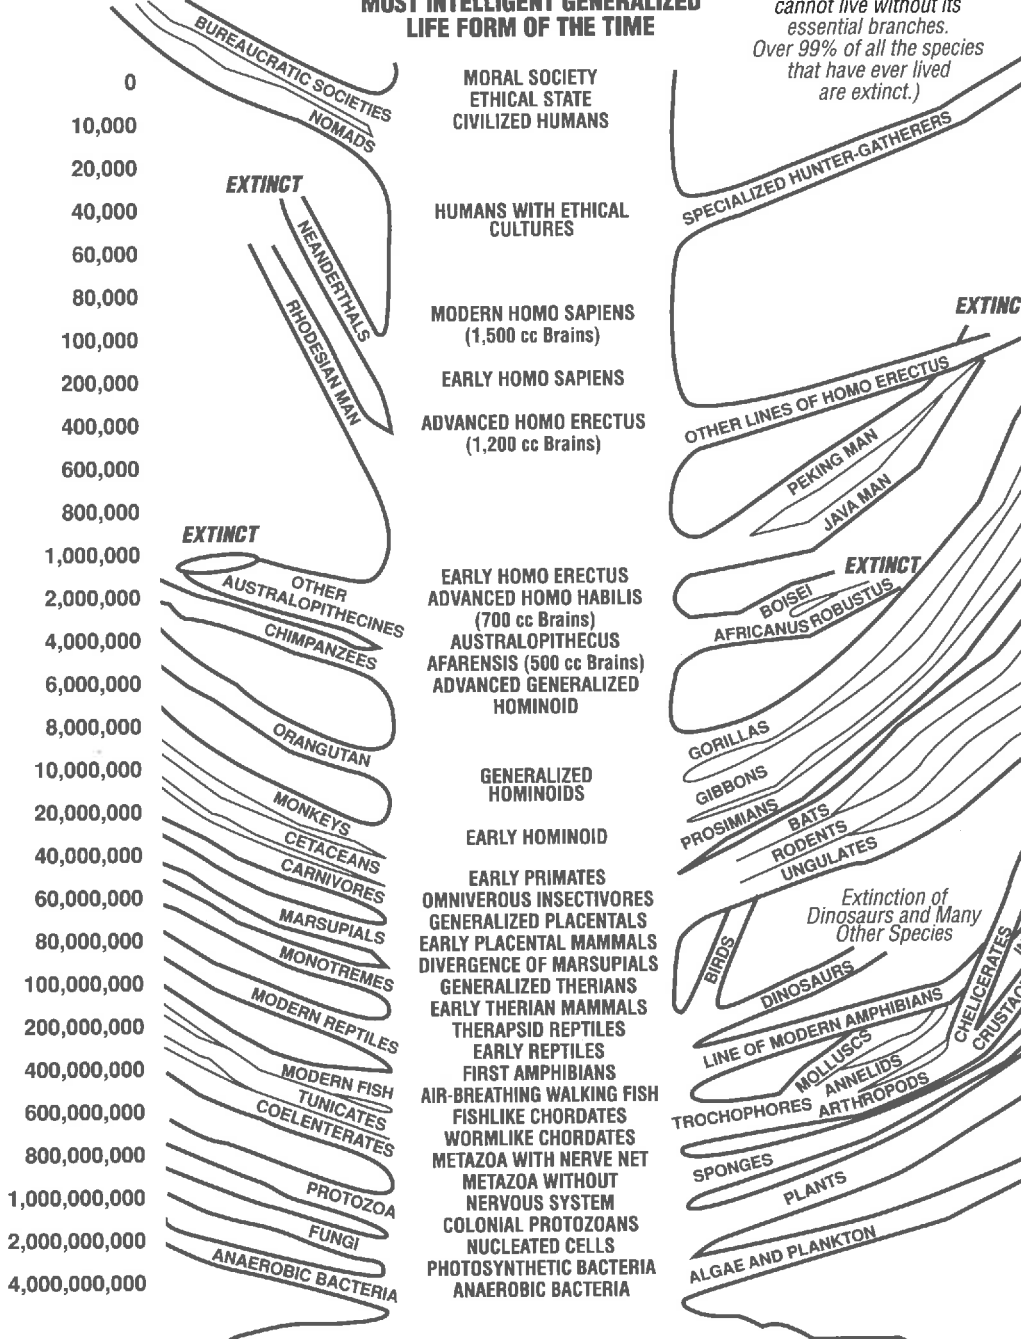 MOST INTELLIGENT GENERALIZED
LIFE FORM OF THE TIME
cannot live without its
essential branches.
Over 99% of all the species
that have ever lived
are extinct.)
0
10,000
20,000
40,000
60,000
80,000
100,000
200,000
400,000
600,000
800,000
1,000,000
2,000,000
4,000,000
6,000,000
8,000,000
10,000,000
20,000,000
40,000,000
60,000,000
80,000,000
100,000,000
200,000,000
400,000,000
600,000,000
800,000,000
1,000,000,000
2,000,000,000
4,000,000,000
BUREAUCRATIC SOCIETIES
NOMADS
EXTINCT
NEANDERTHALS
RHODESIAN MAN
EXTINCT
OTHER
AUSTRALOPITHECINES
CHIMPANZEES
ORANGUTAN
MONKEYS
CETACEANS
CARNIVORES
MARSUPIALS
MONOTREMES
MODERN REPTILES
MODERN FISH
TUNICATES
COELENTERATES
PROTOZOA
FUNGI
ANAEROBIC BACTERIA
MORAL SOCIETY
ETHICAL STATE
CIVILIZED HUMANS
HUMANS WITH ETHICAL
CULTURES
MODERN HOMO SAPIENS
(1,500 cc Brains)
EARLY HOMO SAPIENS
ADVANCED HOMO ERECTUS
(1,200 cc Brains)
EARLY HOMO ERECTUS
ADVANCED HOMO HABILIS
(700 cc Brains)
AUSTRALOPITHECUS
AFARENSIS (500 cc Brains)
ADVANCED GENERALIZED
HOMINOID
GENERALIZED
HOMINOIDS
EARLY HOMINOID
EARLY PRIMATES
OMNIVEROUS INSECTIVORES
GENERALIZED PLACENTALS
EARLY PLACENTAL MAMMALS
DIVERGENCE OF MARSUPIALS
GENERALIZED THERIANS
EARLY THERIAN MAMMALS
THERAPSID REPTILES
EARLY REPTILES
FIRST AMPHIBIANS
AIR-BREATHING WALKING FISH
FISHLIKE CHORDATES
WORMLIKE CHORDATES
METAZOA WITH NERVE NET
METAZOA WITHOUT
NERVOUS SYSTEM
COLONIAL PROTOZOANS
NUCLEATED CELLS
PHOTOSYNTHETIC BACTERIA
ANAEROBIC BACTERIA
SPECIALIZED HUNTER-GATHERERS
EXTINC
OTHER LINES OF HOMO ERECTUS
PEKING MAN
JAVA MAN
EXTINCT
BOISEI
ROBUSTUS
AFRICANUS
GORILLAS
GIBBONS
PROSIMIANS
BATS
RODENTS
UNGULATES
Extinction of
Dinosaurs and Many
Other Species
BIRDS
DINOSAURS
LINE OF MODERN AMPHIBIANS
CHELICERATES
CRUSTAC
MOLLUSCS
ANNELIDS
TROCHOPHORES
ARTHROPODS
SPONGES
PLANTS
ALGAE AND PLANKTON